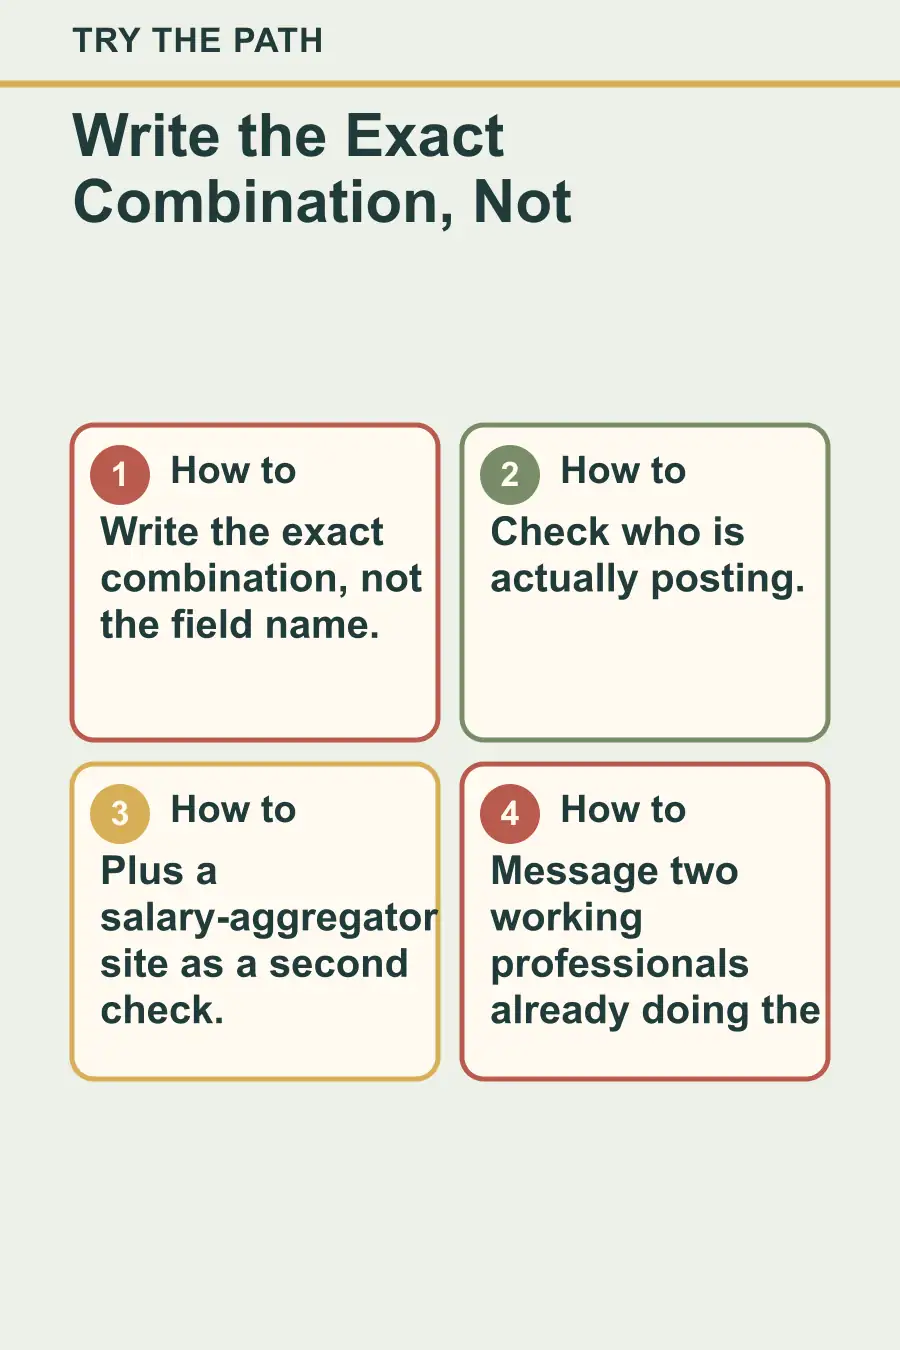 TRY THE PATH
Write the Exact
Combination, Not
1 How to
Write the exact
combination, not
the field name.
2 How to
Check who is
actually posting.
3 How to
Plus a
salary-aggregator
site as a second
check.
4 How to
Message two
working
professionals
already doing the